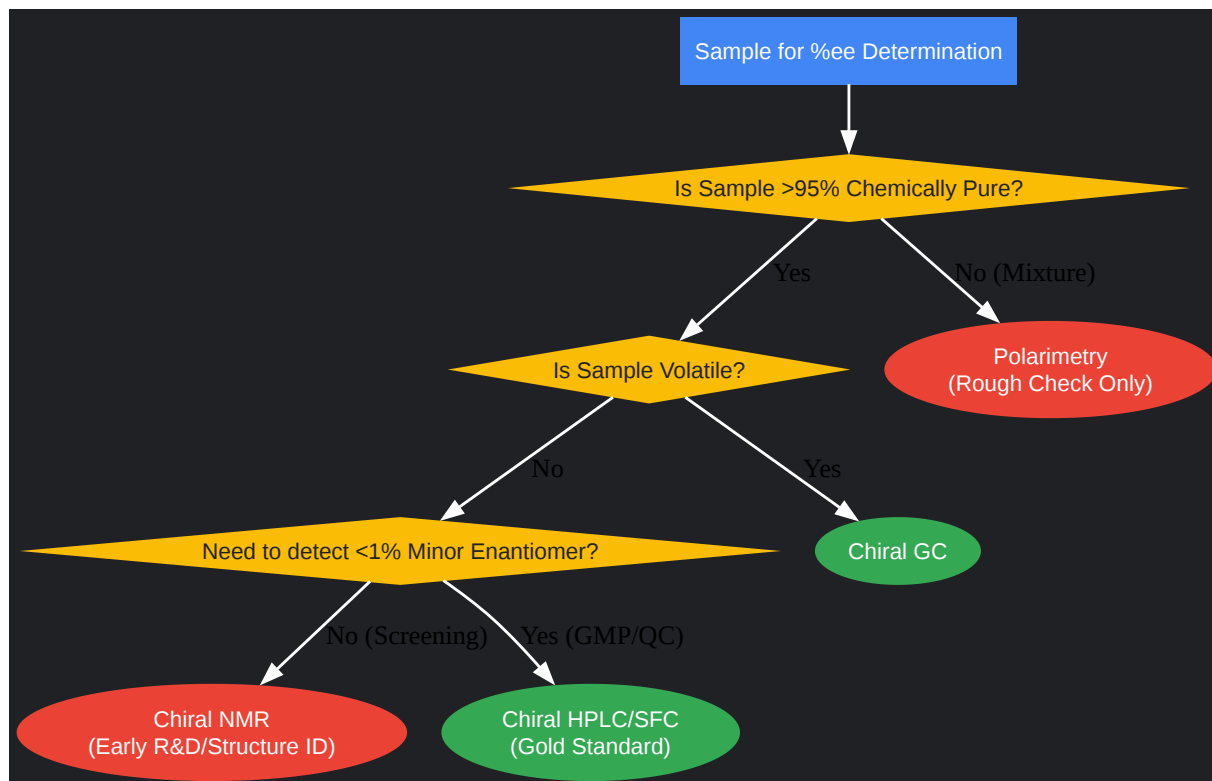 Sample for %ee Determination
Is Sample >95% Chemically Pure?
Yes
No (Mixture)
Is Sample Volatile?
Polarimetry
(Rough Check Only)
No
Yes
Need to detect <1% Minor Enantiomer?
Chiral GC
No (Screening)
Yes (GMP/QC)
Chiral NMR
(Early R&D/Structure ID)
Chiral HPLC/SFC
(Gold Standard)